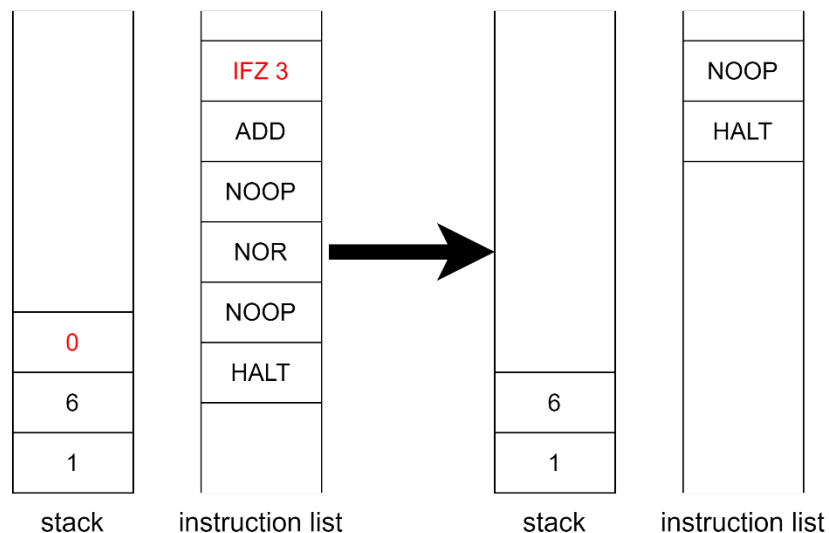 IFZ 3
ADD
NOOP
NOR
NOOP
HALT
0
6
1
stack
instruction list
NOOP
HALT
6
1
stack
instruction list